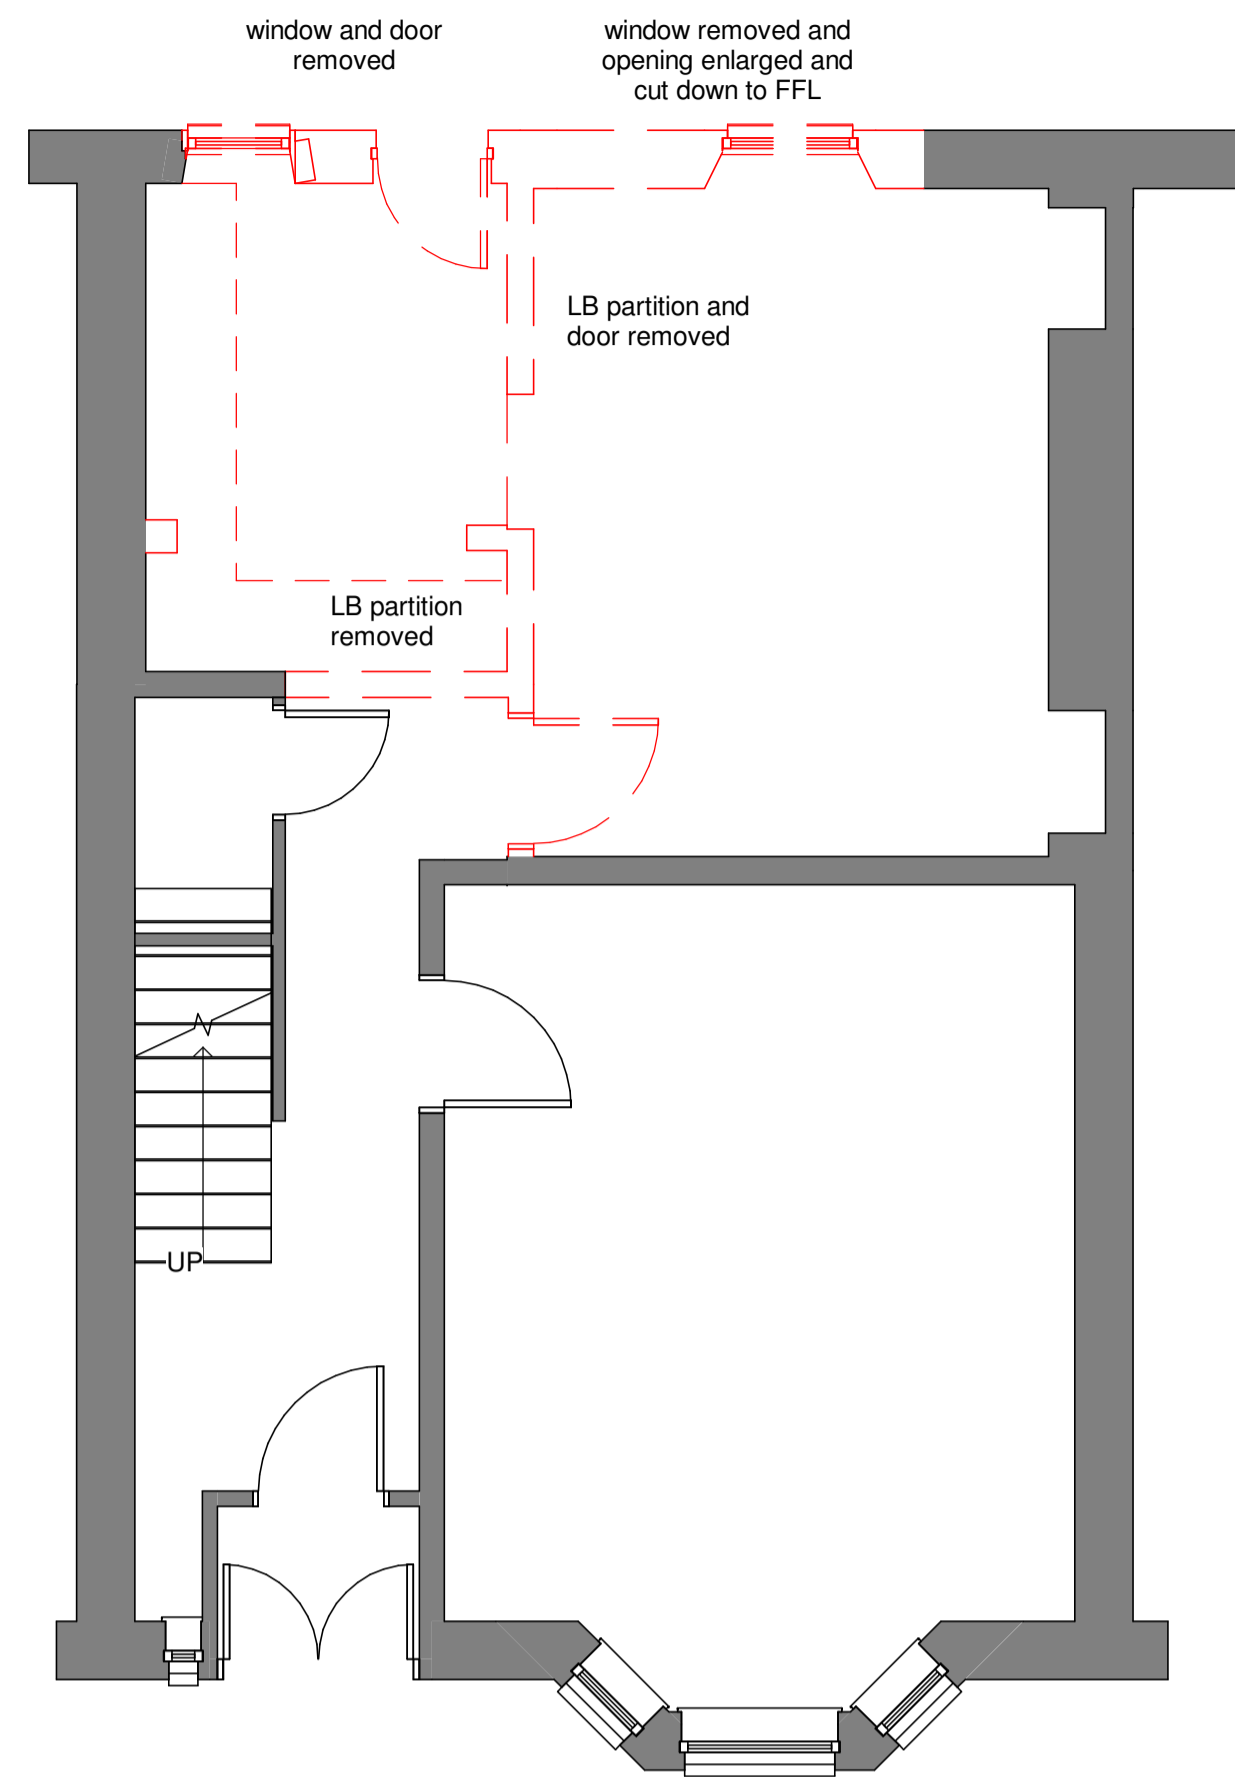 window and door
removed
window removed and
opening enlarged and
cut down to FFL
LB partition and
door removed
LB partition
removed
UP